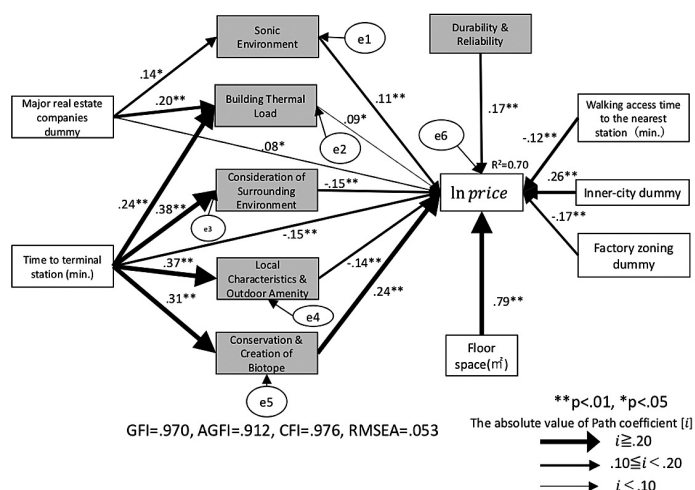 Sonic
Environment
e1
Durability &
Reliability
.14*
Major real estate
companies
dummy
.20**
Building Thermal
Load
.09*
e2
.11**
.17**
e6
Walking access time
to the nearest
station (min.)
-.12**
.08*
R²=0.70
ln price
.26**
Inner-city dummy
.24**
.38**
Consideration of
Surrounding
Environment
-.15**
e3
-.17**
Factory zoning
dummy
-.15**
Time to terminal
station (min.)
.37**
Local
Characteristics &
Outdoor Amenity
-.14**
e4
.31**
.24**
.79**
Conservation &
Creation of
Biotope
e5
Floor
space(㎡)
GFI=.970, AGFI=.912, CFI=.976, RMSEA=.053
**p<.01, *p<.05
The absolute value of Path coefficient [i]
i≧.20
.10≦i<.20
i<.10